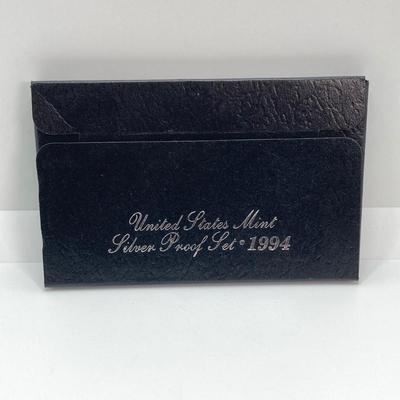 United States Mint
Silver Proof Set © 1994